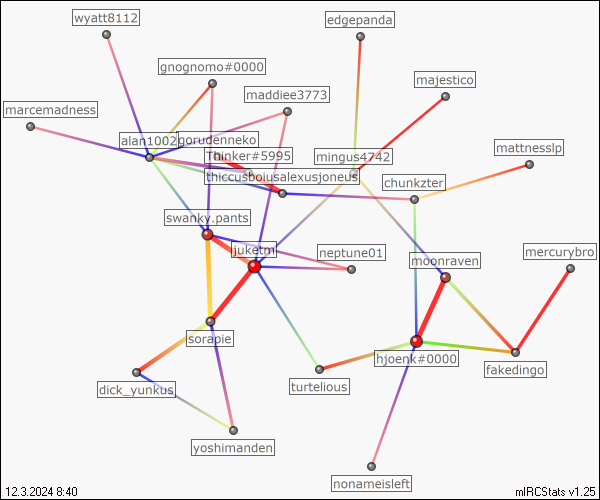 wyatt8112
edgepanda
gnognomo#0000
majestico
maddiee3773
marcemadness
alan1002
gorudenneko
mattnesslp
Thinker#5995
mingus4742
thiccusboiusalexusjoneus
chunkzter
swanky.pants
juketm
neptune01
moonraven
mercurybro
sorapie
hjoenk#0000
fakedingo
dick_yunkus
turtelious
yoshimanden
nonameisleft
12.3.2024 8:40
mIRCStats v1.25